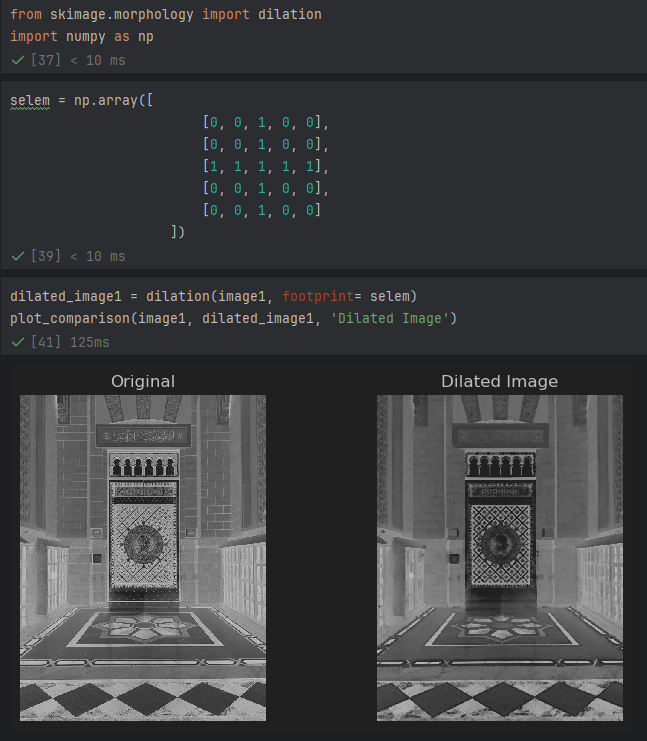 from skimage.morphology import dilation
import numpy as np
[37] < 10 ms
selem = np.array([
[0, 0, 1, 0, 0],
[0, 0, 1, 0, 0],
[1, 1, 1, 1, 1],
[0, 0, 1, 0, 0],
[0, 0, 1, 0, 0]
])
[39] < 10 ms
dilated_image1 = dilation(image1, footprint= selem)
plot_comparison(image1, dilated_image1, 'Dilated Image')
[41] 125ms
Original
Dilated Image